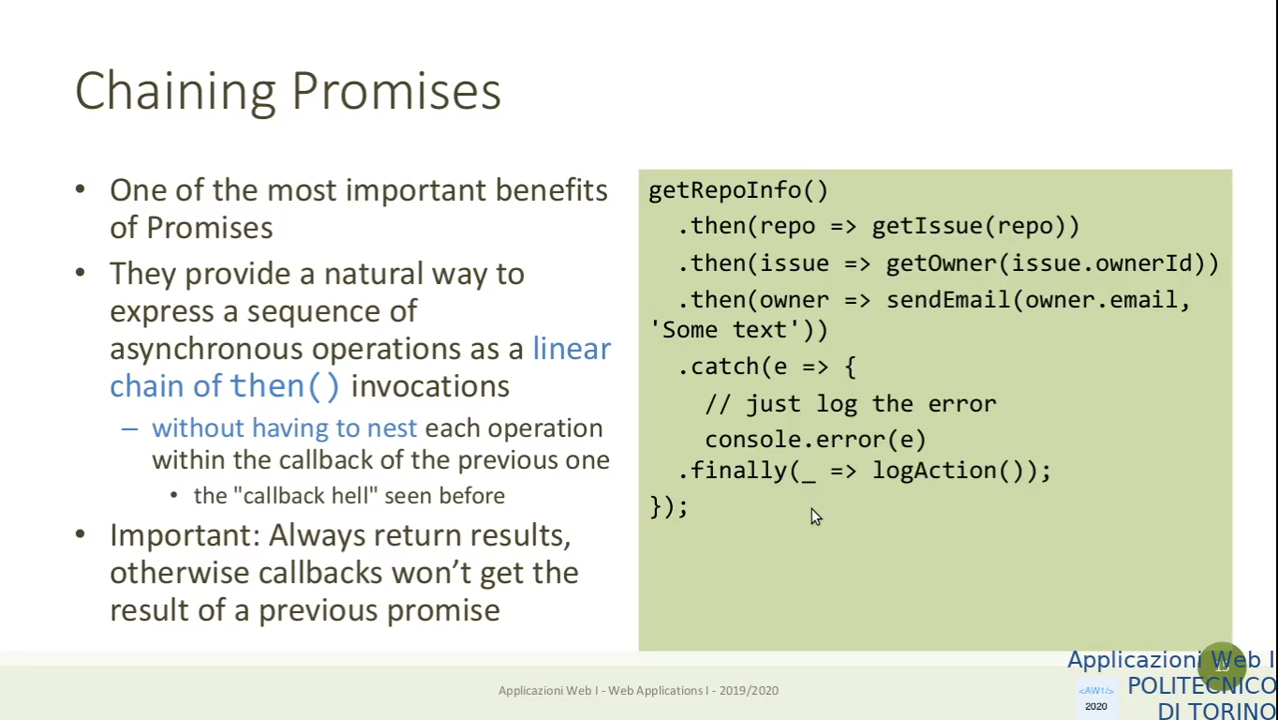 Chaining Promises
• One of the most important benefits
of Promises
• They provide a natural way to
express a sequence of
asynchronous operations as a linear
chain of then() invocations
– without having to nest each operation
within the callback of the previous one
• the "callback hell" seen before
• Important: Always return results,
otherwise callbacks won’t get the
result of a previous promise
getRepoInfo()
.then(repo => getIssue(repo))
.then(issue => getOwner(issue.ownerId))
.then(owner => sendEmail(owner.email,
'Some text'))
.catch(e => {
// just log the error
console.error(e)
.finally(_ => logAction());
});
Applicazioni Web I - Web Applications I - 2019/2020
Applicazioni Web I
POLITECNICO
DI TORINO
<AW1/>
2020